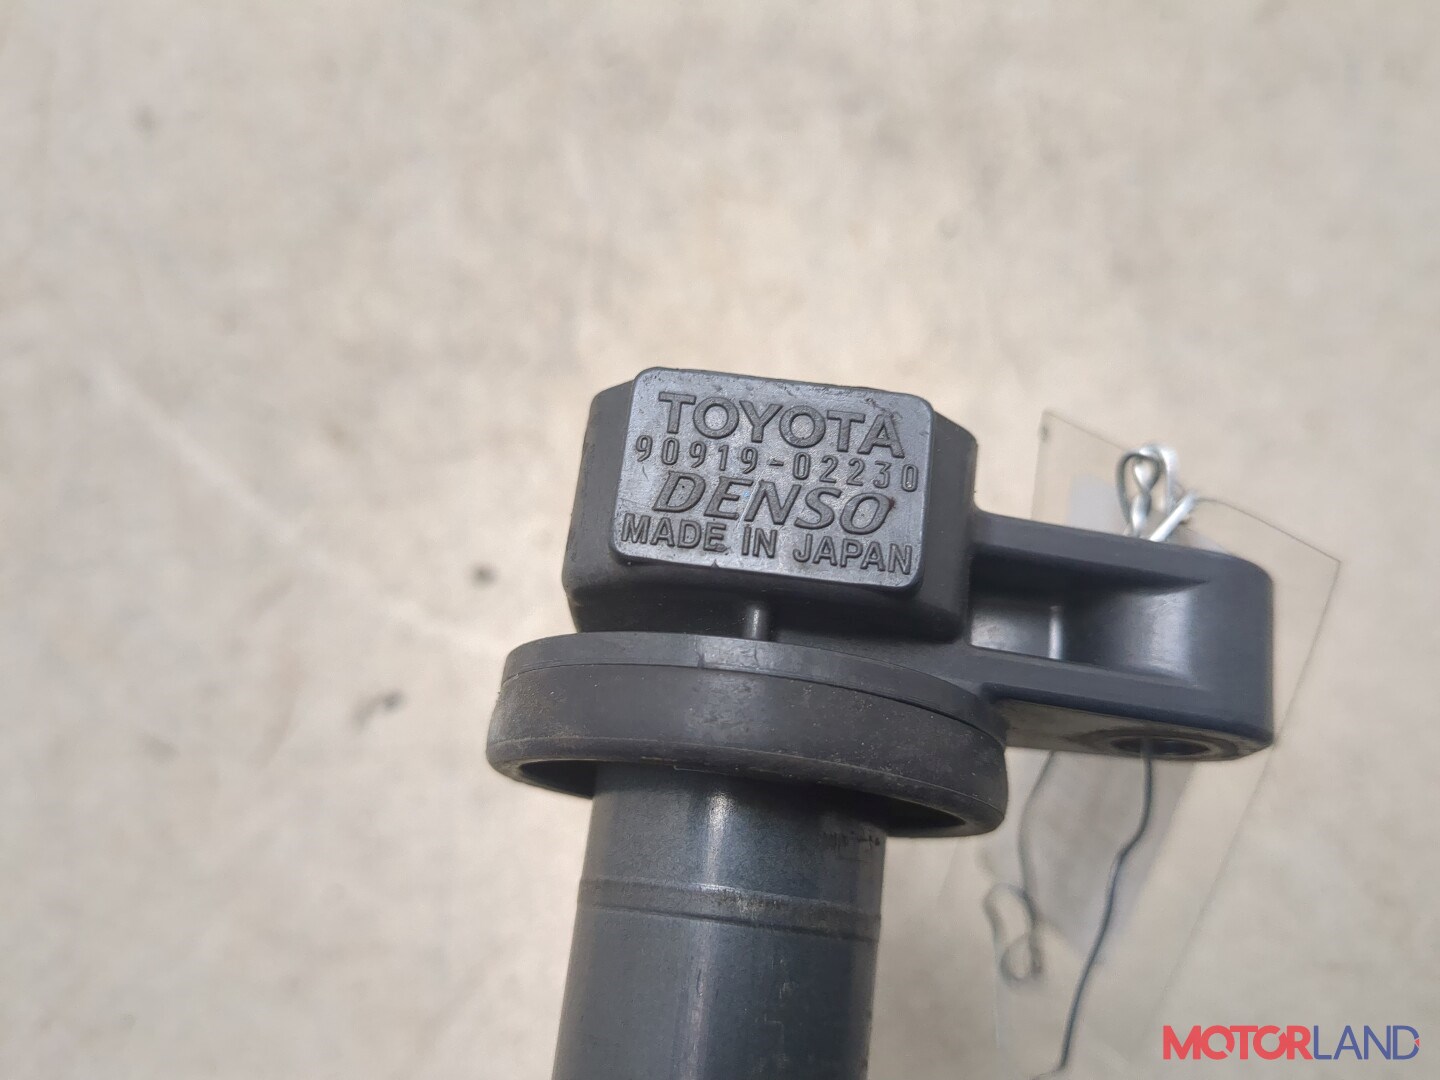 TOYOTA
90919-02230
DENSO
MADE IN JAPAN
MOTORLAND